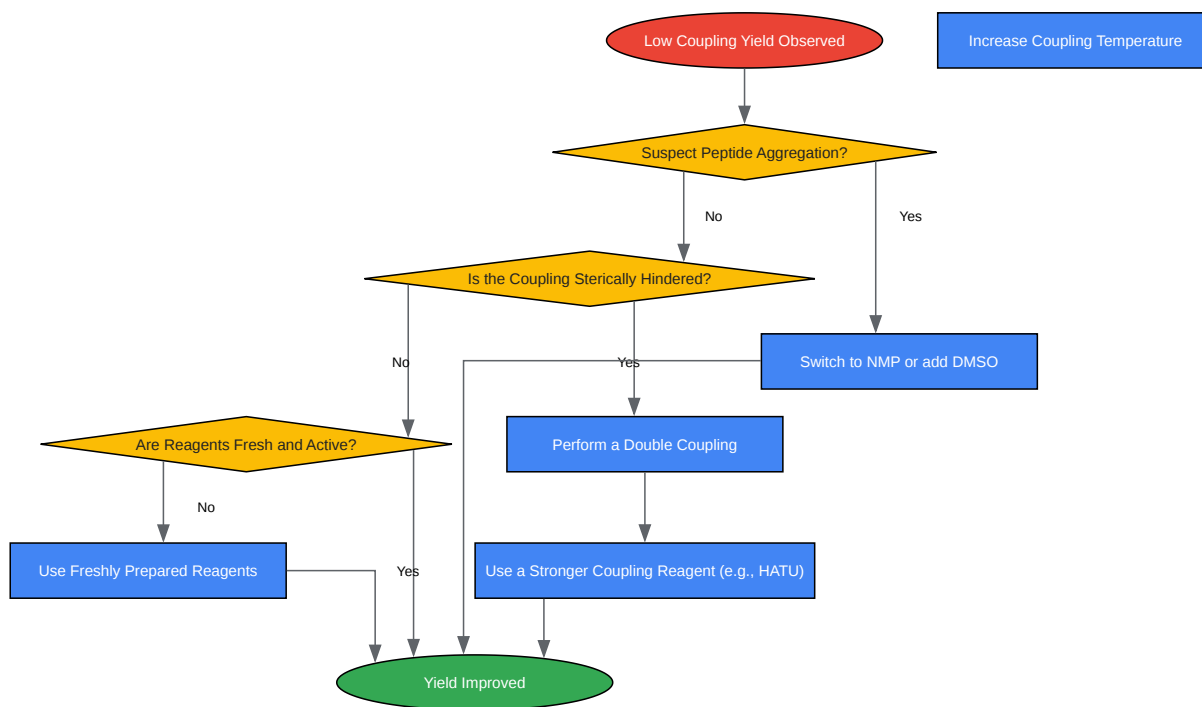 Low Coupling Yield Observed
Increase Coupling Temperature
Suspect Peptide Aggregation?
No
Yes
Is the Coupling Sterically Hindered?
No
Yes
Switch to NMP or add DMSO
Are Reagents Fresh and Active?
Perform a Double Coupling
No
Use Freshly Prepared Reagents
Yes
Use a Stronger Coupling Reagent (e.g., HATU)
Yield Improved